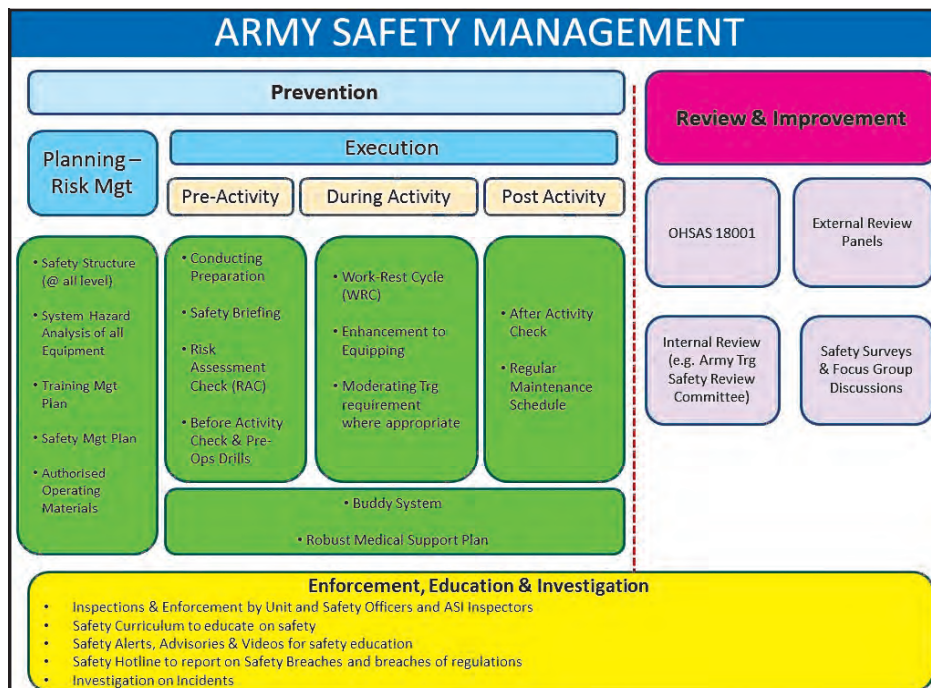 ARMY SAFETY MANAGEMENT
Prevention
Planning –
Risk Mgt
Execution
Pre-Activity
During Activity
Post Activity
• Safety Structure
(@ all level)
• System Hazard
Analysis of all
Equipment
• Training Mgt
Plan
• Safety Mgt Plan
• Authorised
Operating
Materials
• Conducting
Preparation
• Safety Briefing
• Risk
Assessment
Check (RAC)
• Before Activity
Check & Pre-
Ops Drills
• Work-Rest Cycle
(WRC)
• Enhancement to
Equipping
• Moderating Trg
requirement
where appropriate
• After Activity
Check
• Regular
Maintenance
Schedule
• Buddy System
• Robust Medical Support Plan
Review & Improvement
OHSAS 18001
External Review
Panels
Internal Review
(e.g. Army Trg
Safety Review
Committee)
Safety Surveys
& Focus Group
Discussions
Enforcement, Education & Investigation
• Inspections & Enforcement by Unit and Safety Officers and ASI Inspectors
• Safety Curriculum to educate on safety
• Safety Alerts, Advisories & Videos for safety education
• Safety Hotline to report on Safety Breaches and breaches of regulations
• Investigation on Incidents